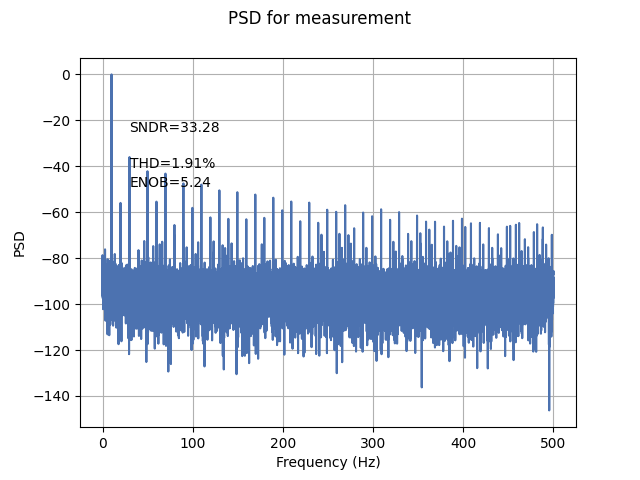 PSD for measurement
0
−20
−40
−60
−80
−100
−120
−140
PSD
SNDR=33.28
THD=1.91%
ENOB=5.24
0
100
200
300
400
500
Frequency (Hz)